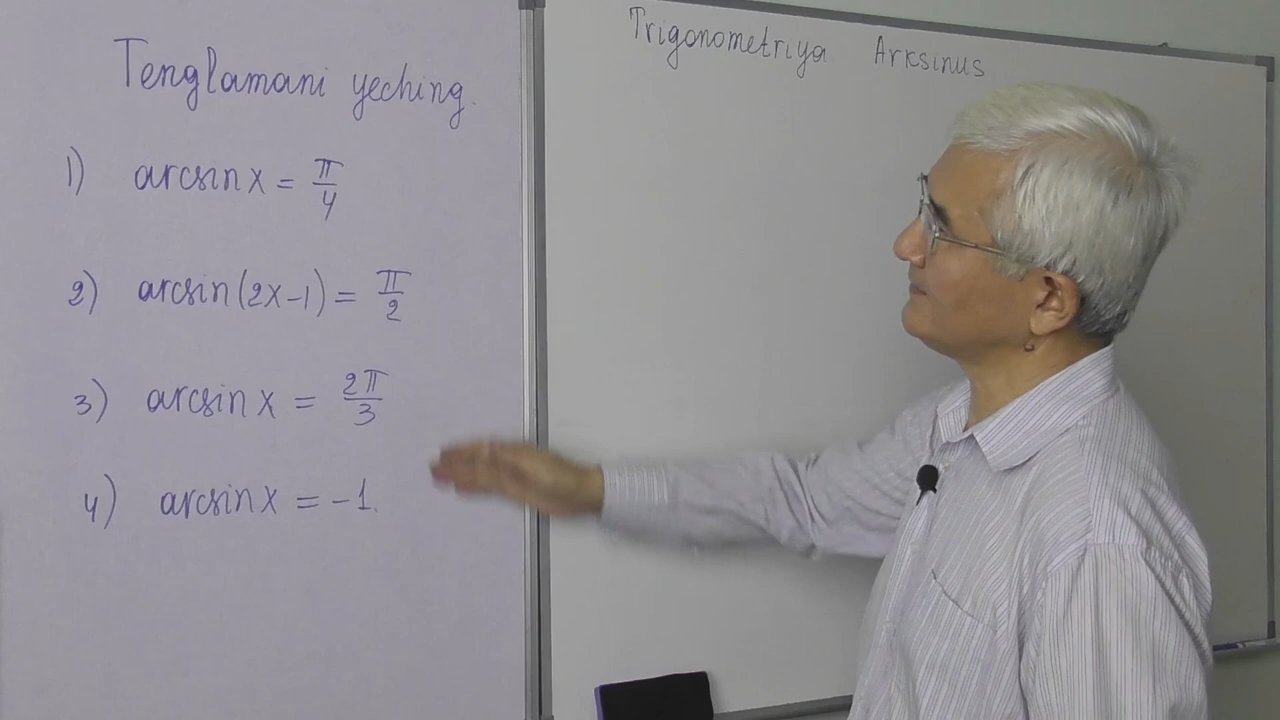 Tenglamani yeching.
1) arcsin x = π/4
2) arcsin(2x-1) = π/2
3) arcsin x = 2π/3
4) arcsin x = -1.
Trigonometriya Arksinus